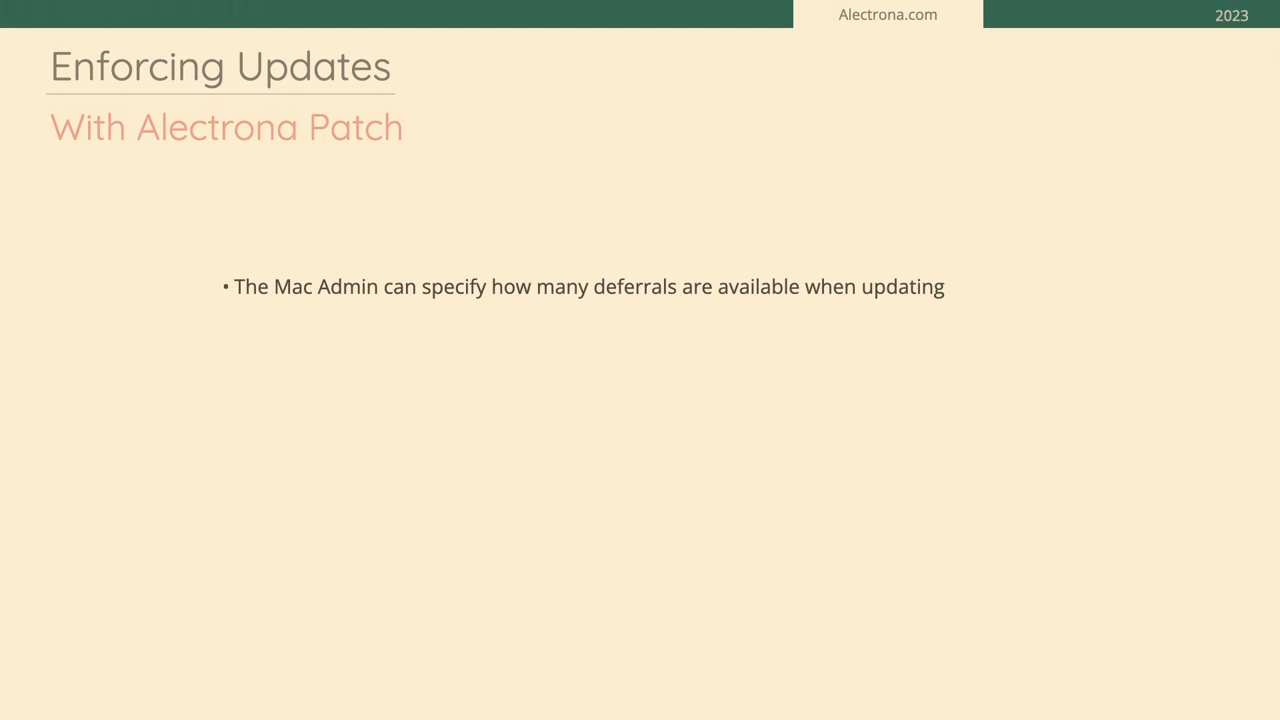 Alectrona.com
2023
Enforcing Updates
With Alectrona Patch
• The Mac Admin can specify how many deferrals are available when updating